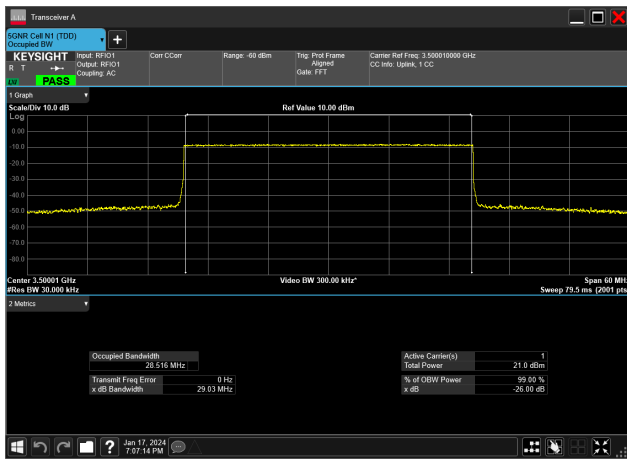 Transceiver A
5GNR Cell N1 (TDD)
Occupied BW
KEYSIGHT
R T
LNI
PASS
Input: RFIO1
Output: RFIO1
Coupling: AC
Corr CCorr
Range: -60 dBm
Trig: Prot Frame
Aligned
Gate: FFT
Carrier Ref Freq: 3.500010000 GHz
CC Info: Uplink, 1 CC
1 Graph
Scale/Div 10.0 dB
Ref Value 10.00 dBm
Log
0.00
-10.0
-20.0
-30.0
-40.0
-50.0
-60.0
-70.0
-80.0
Center 3.50001 GHz
Video BW 300.00 kHz*
Span 60 MH
#Res BW 30.000 kHz
Sweep 79.5 ms (2001 pts
2 Metrics
Occupied Bandwidth
28.516 MHz
Transmit Freq Error 0 Hz
x dB Bandwidth 29.03 MHz
Active Carrier(s) 1
Total Power 21.0 dBm
% of OBW Power 99.00 %
x dB -26.00 dB
Jan 17, 2024
7:07:14 PM